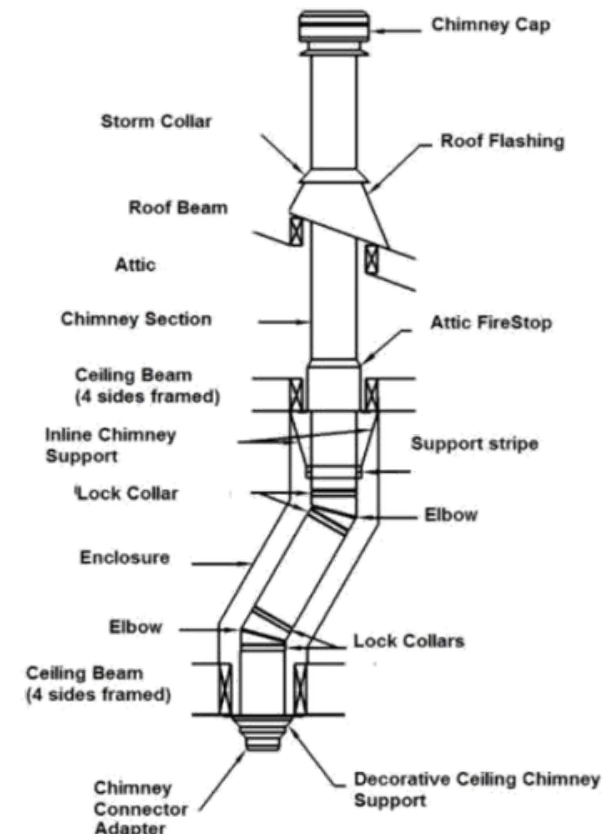 Chimney Cap
Storm Collar
Roof Flashing
Roof Beam
Attic
Chimney Section
Attic FireStop
Ceiling Beam
(4 sides framed)
Inline Chimney
Support
Support stripe
Lock Collar
Elbow
Enclosure
Elbow
Lock Collars
Ceiling Beam
(4 sides framed)
Decorative Ceiling Chimney
Support
Chimney
Connector
Adapter